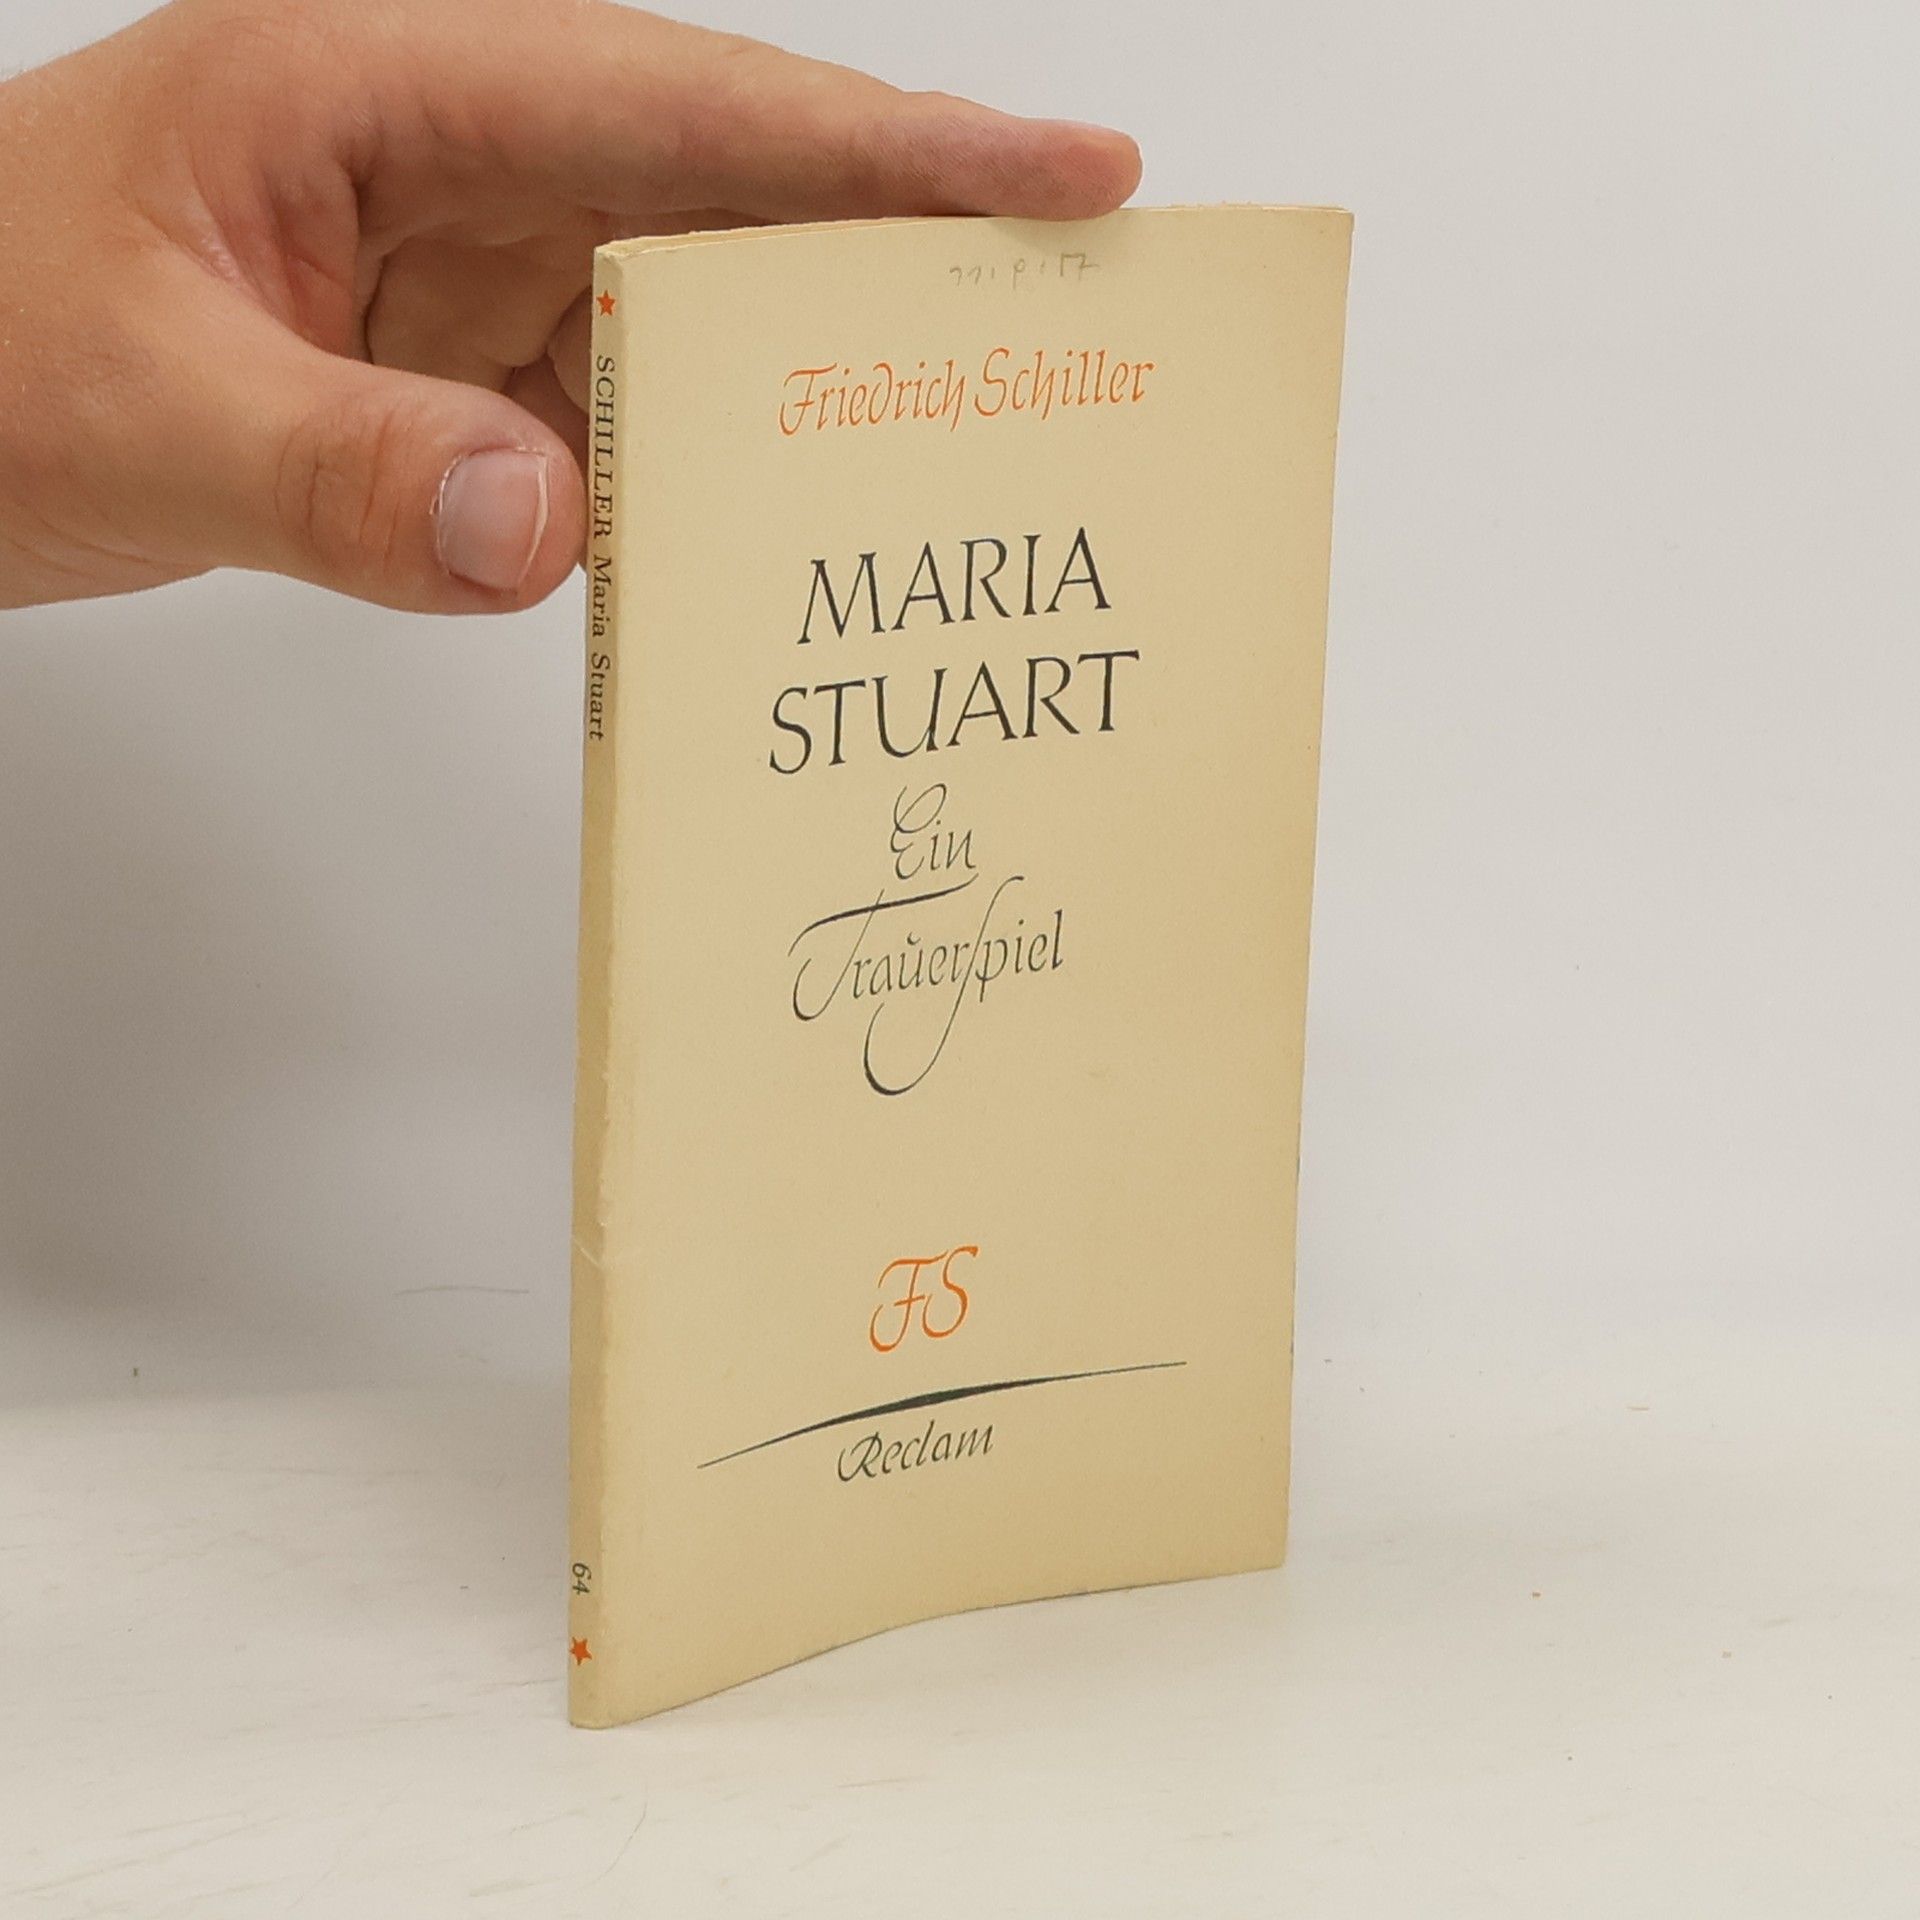 Friedrich Schiller
MARIA
STUART
Ein
Trauerspiel
FS
Reclam
SCHILLER Maria Stuart
64